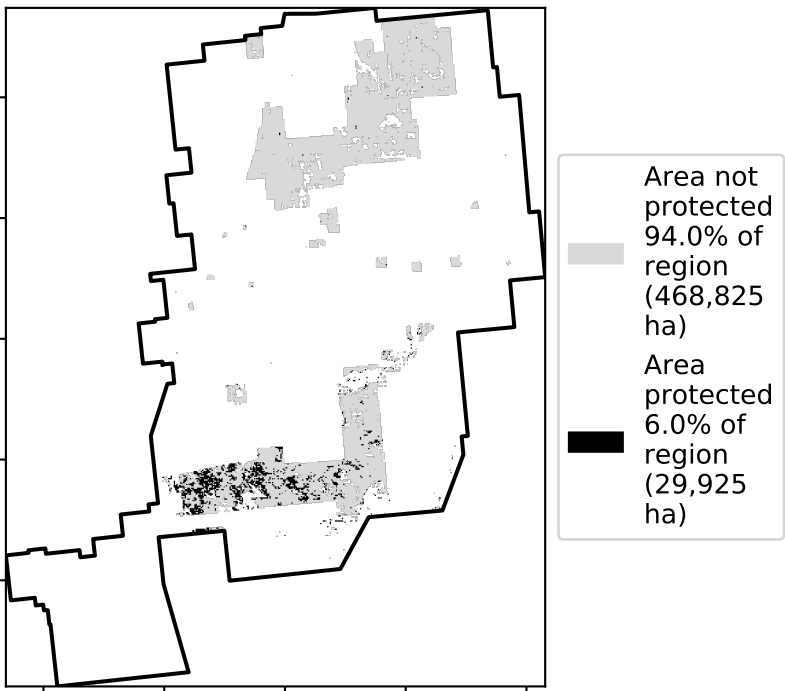 Area not
protected
94.0% of
region
(468,825
ha)
Area
protected
6.0% of
region
(29,925
ha)